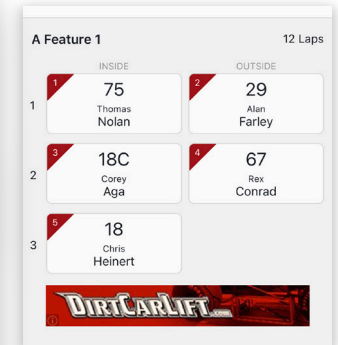 A Feature 1 12 Laps
INSIDE OUTSIDE
1
1
75
Thomas
Nolan
2
29
Alan
Farley
2
3
18C
Corey
Aga
4
67
Rex
Conrad
3
5
18
Chris
Heinert
DIRTCARLIFT.COM